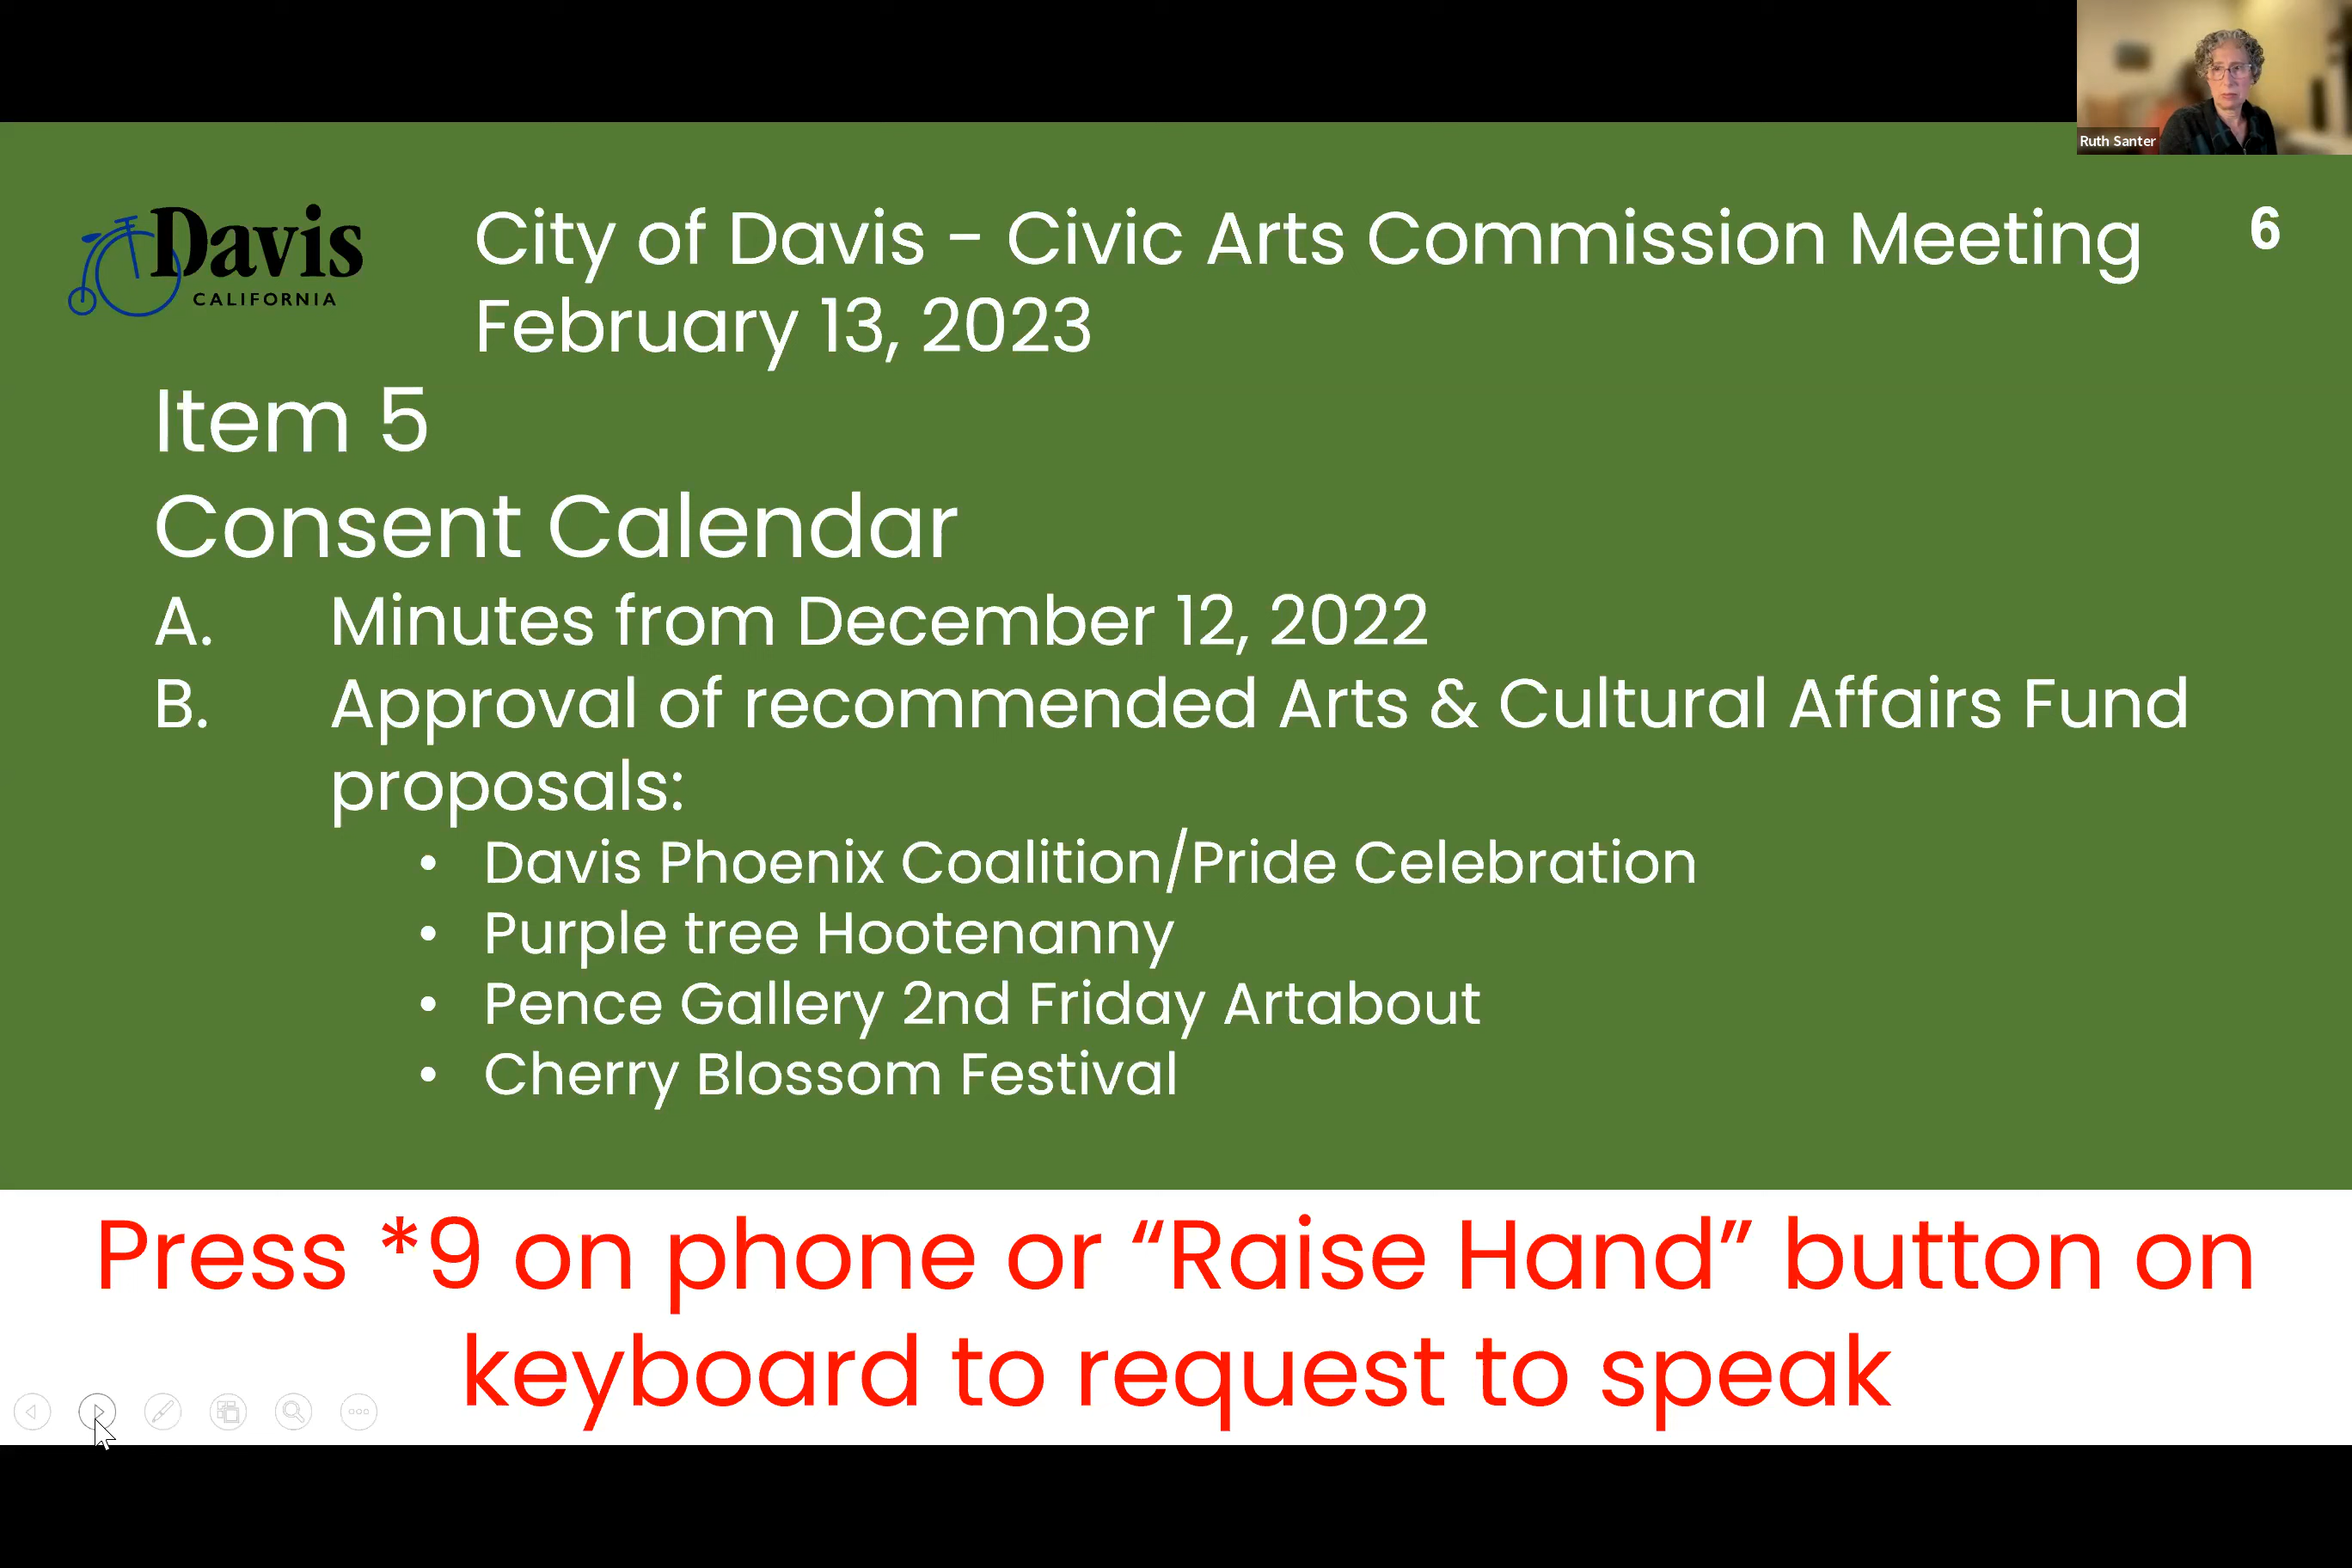 Ruth Santer
Davis
CALIFORNIA
City of Davis - Civic Arts Commission Meeting
6
February 13, 2023
Item 5
Consent Calendar
A. Minutes from December 12, 2022
B. Approval of recommended Arts & Cultural Affairs Fund
proposals:
• Davis Phoenix Coalition/Pride Celebration
• Purple tree Hootenanny
• Pence Gallery 2nd Friday Artabout
• Cherry Blossom Festival
Press *9 on phone or “Raise Hand” button on
keyboard to request to speak